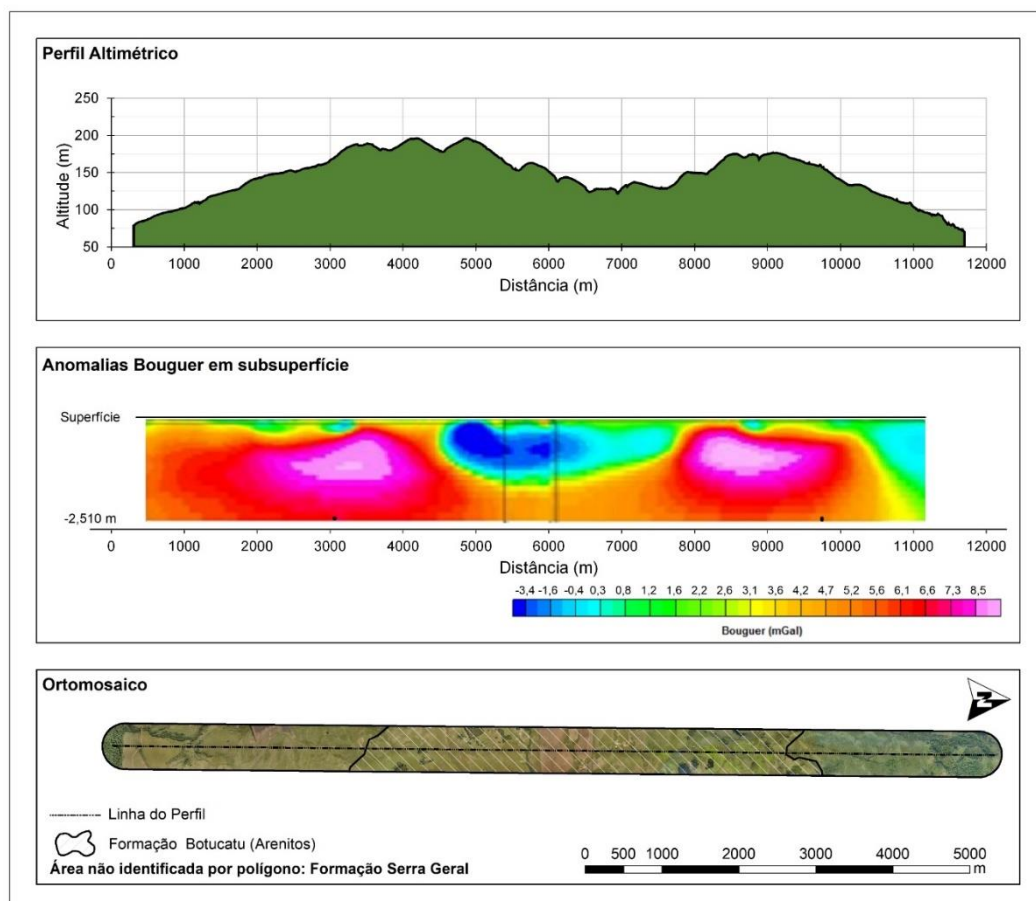 Perfil Altimétrico
250
200
150
100
50
Altitude (m)
0 1000 2000 3000 4000 5000 6000 7000 8000 9000 10000 11000 12000
Distância (m)
Anomalias Bouguer em subsuperfície
Superfície
-2,510 m
0 1000 2000 3000 4000 5000 6000 7000 8000 9000 10000 11000 12000
Distância (m)
-3,4 -1,6 -0,4 0,3 0,8 1,2 1,6 2,2 2,6 3,1 3,6 4,2 4,7 5,2 5,6 6,1 6,6 7,3 8,5
Bouguer (mGal)
Ortomosaico
N
Linha do Perfil
Formação Botucatu (Arenitos)
Área não identificada por polígono: Formação Serra Geral
0 500 1000 2000 3000 4000 5000
m